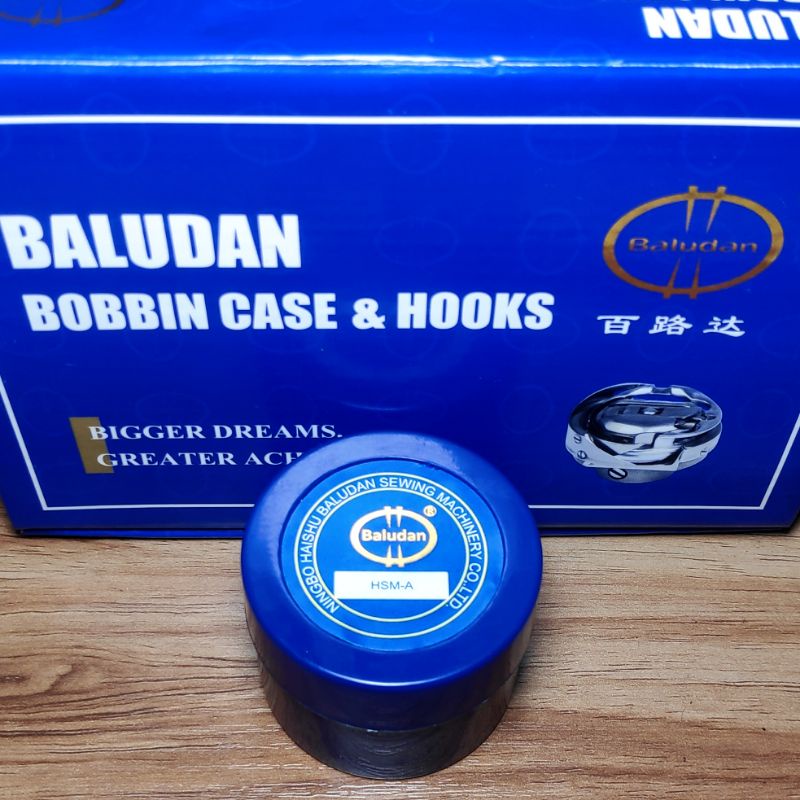 ALUDAN
BALUDAN
BOBBIN CASE & HOOKS
Baludan
百路达
BIGGER DREAMS.
GREATER ACH
NINGBO HAISHU BALUDAN SEWING MACHINERY CO.,LTD.
Baludan®
HSM-A